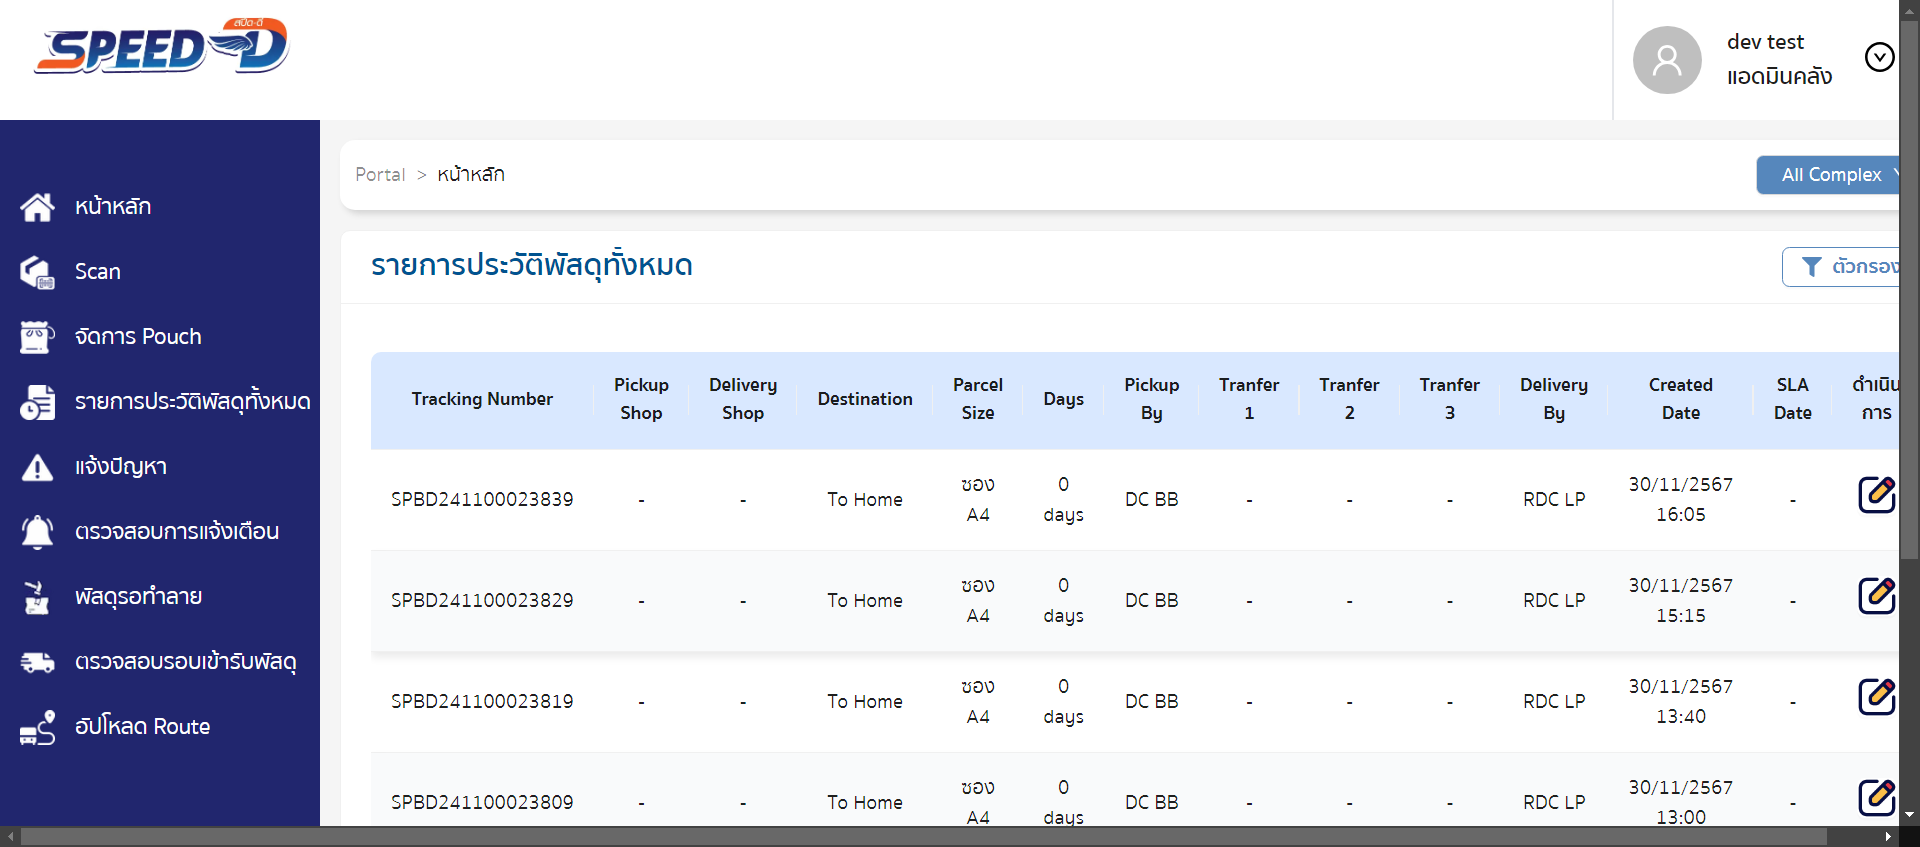 สปีด-ดี
SPEED-D
dev test
แอดมินคลัง
หน้าหลัก
Scan
จัดการ Pouch
รายการประวัติพัสดุทั้งหมด
แจ้งปัญหา
ตรวจสอบการแจ้งเตือน
พัสดุรอทำลาย
ตรวจสอบรอบเข้ารับพัสดุ
อัปโหลด Route
Portal > หน้าหลัก
All Complex
รายการประวัติพัสดุทั้งหมด
ตัวกรอง
Tracking Number Pickup Shop Delivery Shop Destination Parcel Size Days Pickup By Tranfer 1 Tranfer 2 Tranfer 3 Delivery By Created Date SLA Date ดำเนินการ
SPBD241100023839 - - To Home ซอง A4 0 days DC BB - - - RDC LP 30/11/2567 16:05 -
SPBD241100023829 - - To Home ซอง A4 0 days DC BB - - - RDC LP 30/11/2567 15:15 -
SPBD241100023819 - - To Home ซอง A4 0 days DC BB - - - RDC LP 30/11/2567 13:40 -
SPBD241100023809 - - To Home ซอง A4 0 days DC BB - - - RDC LP 30/11/2567 13:00 -